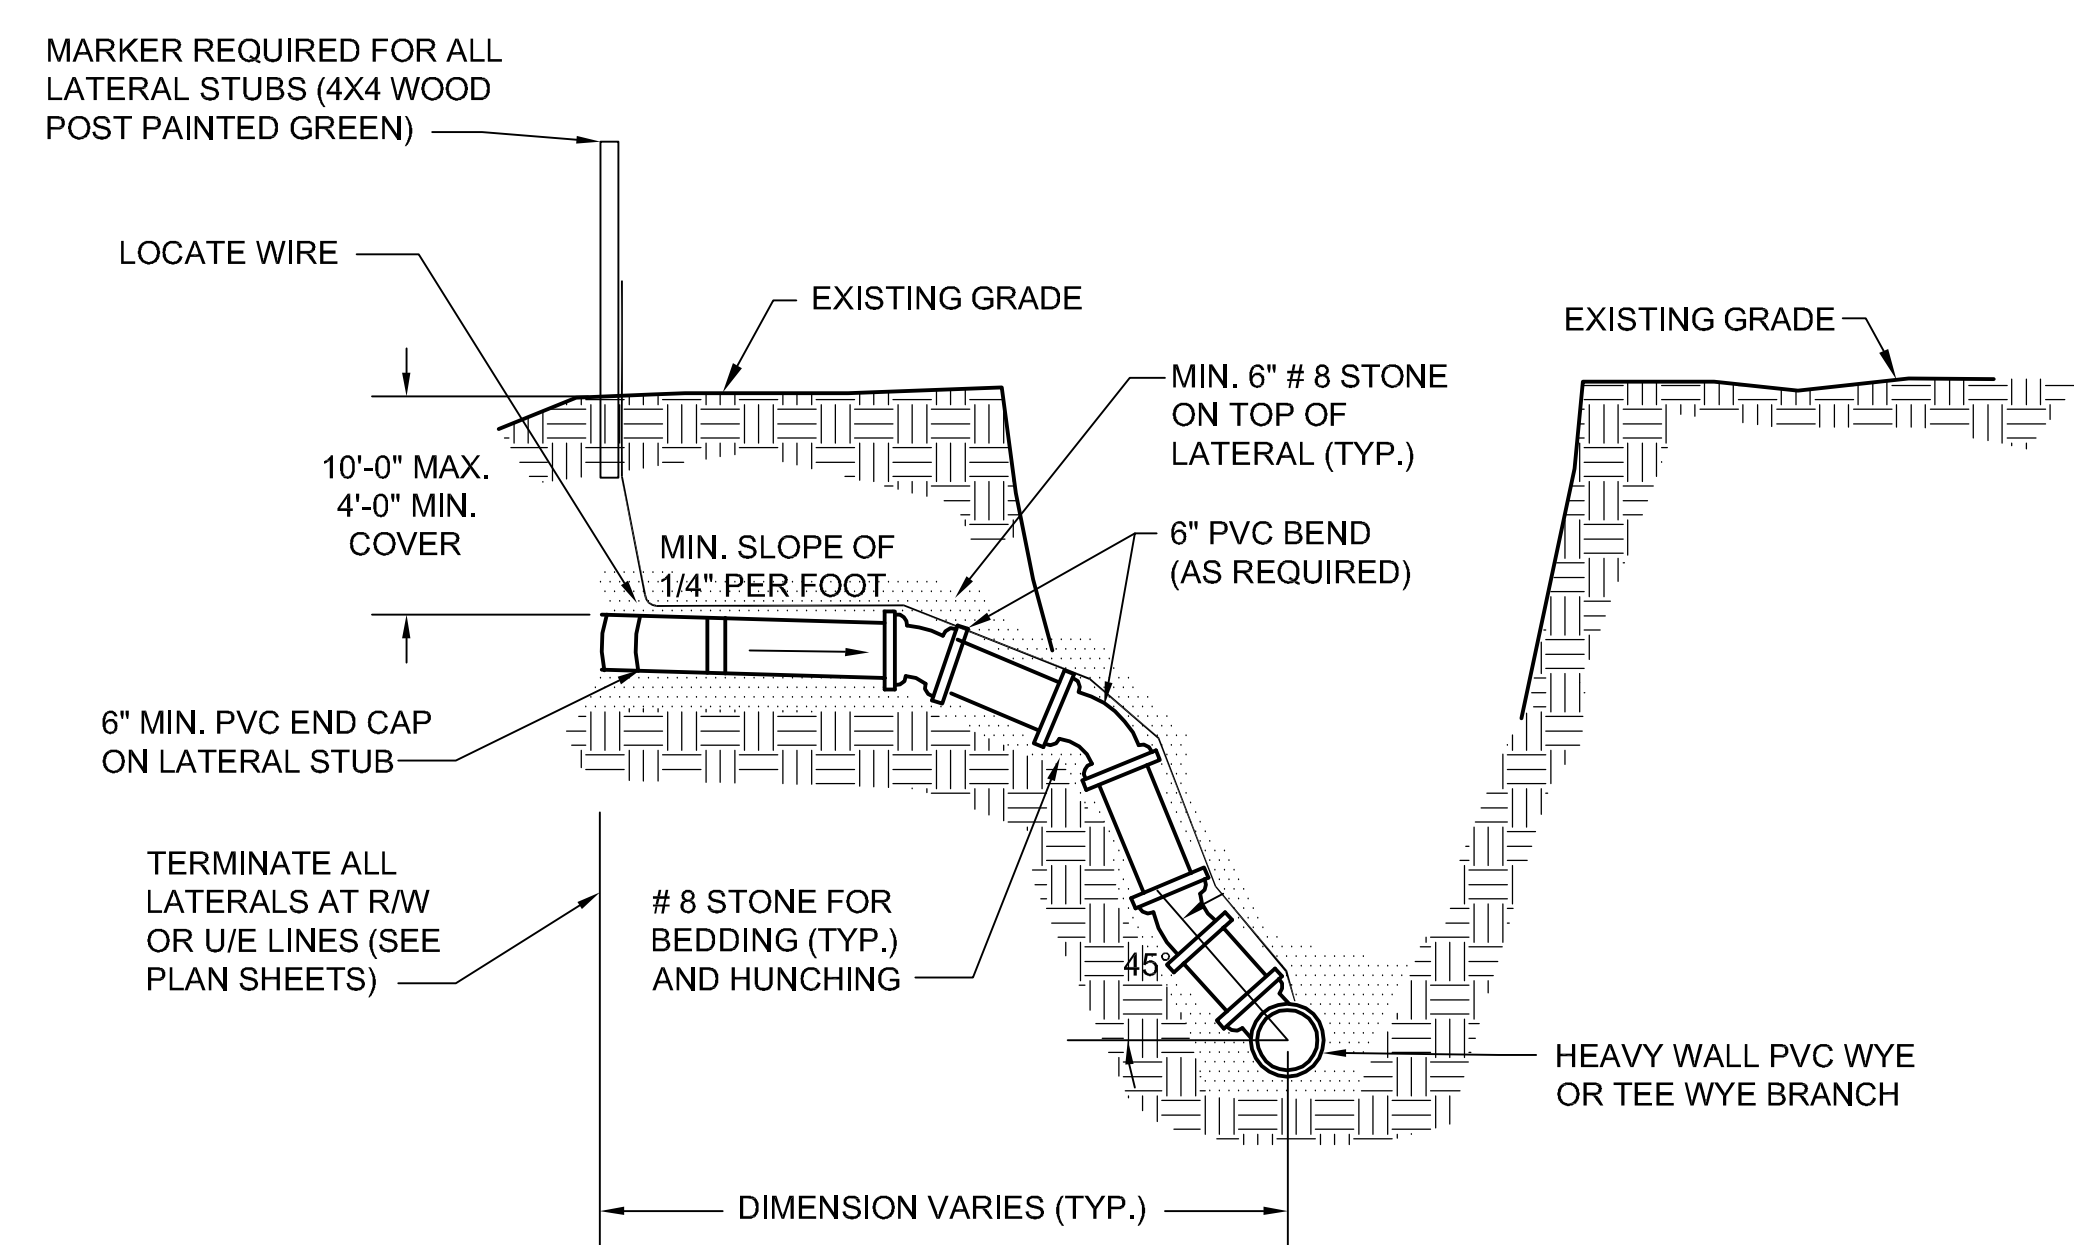 MARKER REQUIRED FOR ALL
LATERAL STUBS (4X4 WOOD
POST PAINTED GREEN)
LOCATE WIRE
EXISTING GRADE
EXISTING GRADE
MIN. 6" # 8 STONE
ON TOP OF
LATERAL (TYP.)
10'-0" MAX.
4'-0" MIN.
COVER
MIN. SLOPE OF
1/4" PER FOOT
6" PVC BEND
(AS REQUIRED)
6" MIN. PVC END CAP
ON LATERAL STUB
TERMINATE ALL
LATERALS AT R/W
OR U/E LINES (SEE
PLAN SHEETS)
# 8 STONE FOR
BEDDING (TYP.)
AND HUNCHING
45°
HEAVY WALL PVC WYE
OR TEE WYE BRANCH
DIMENSION VARIES (TYP.)